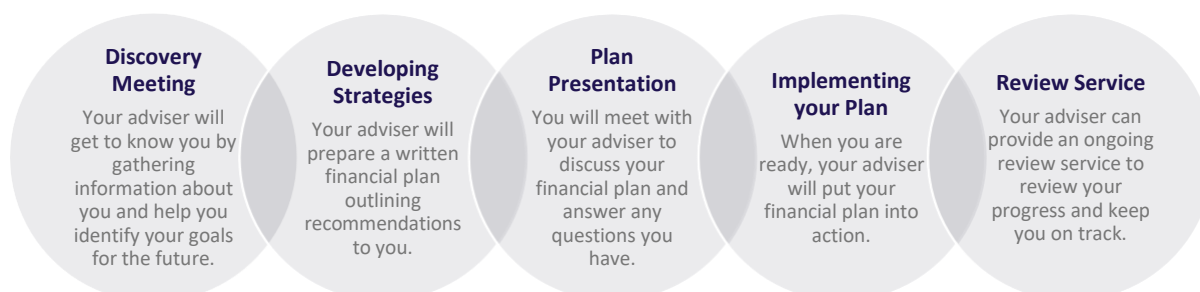 Discovery
Meeting
Your adviser will
get to know you by
gathering
information about
you and help you
identify your goals
for the future.
Developing
Strategies
Your adviser will
prepare a written
financial plan
outlining
recommendations
to you.
Plan
Presentation
You will meet with
your adviser to
discuss your
financial plan and
answer any
questions you
have.
Implementing
your Plan
When you are
ready, your adviser
will put your
financial plan into
action.
Review Service
Your adviser can
provide an ongoing
review service to
review your
progress and keep
you on track.